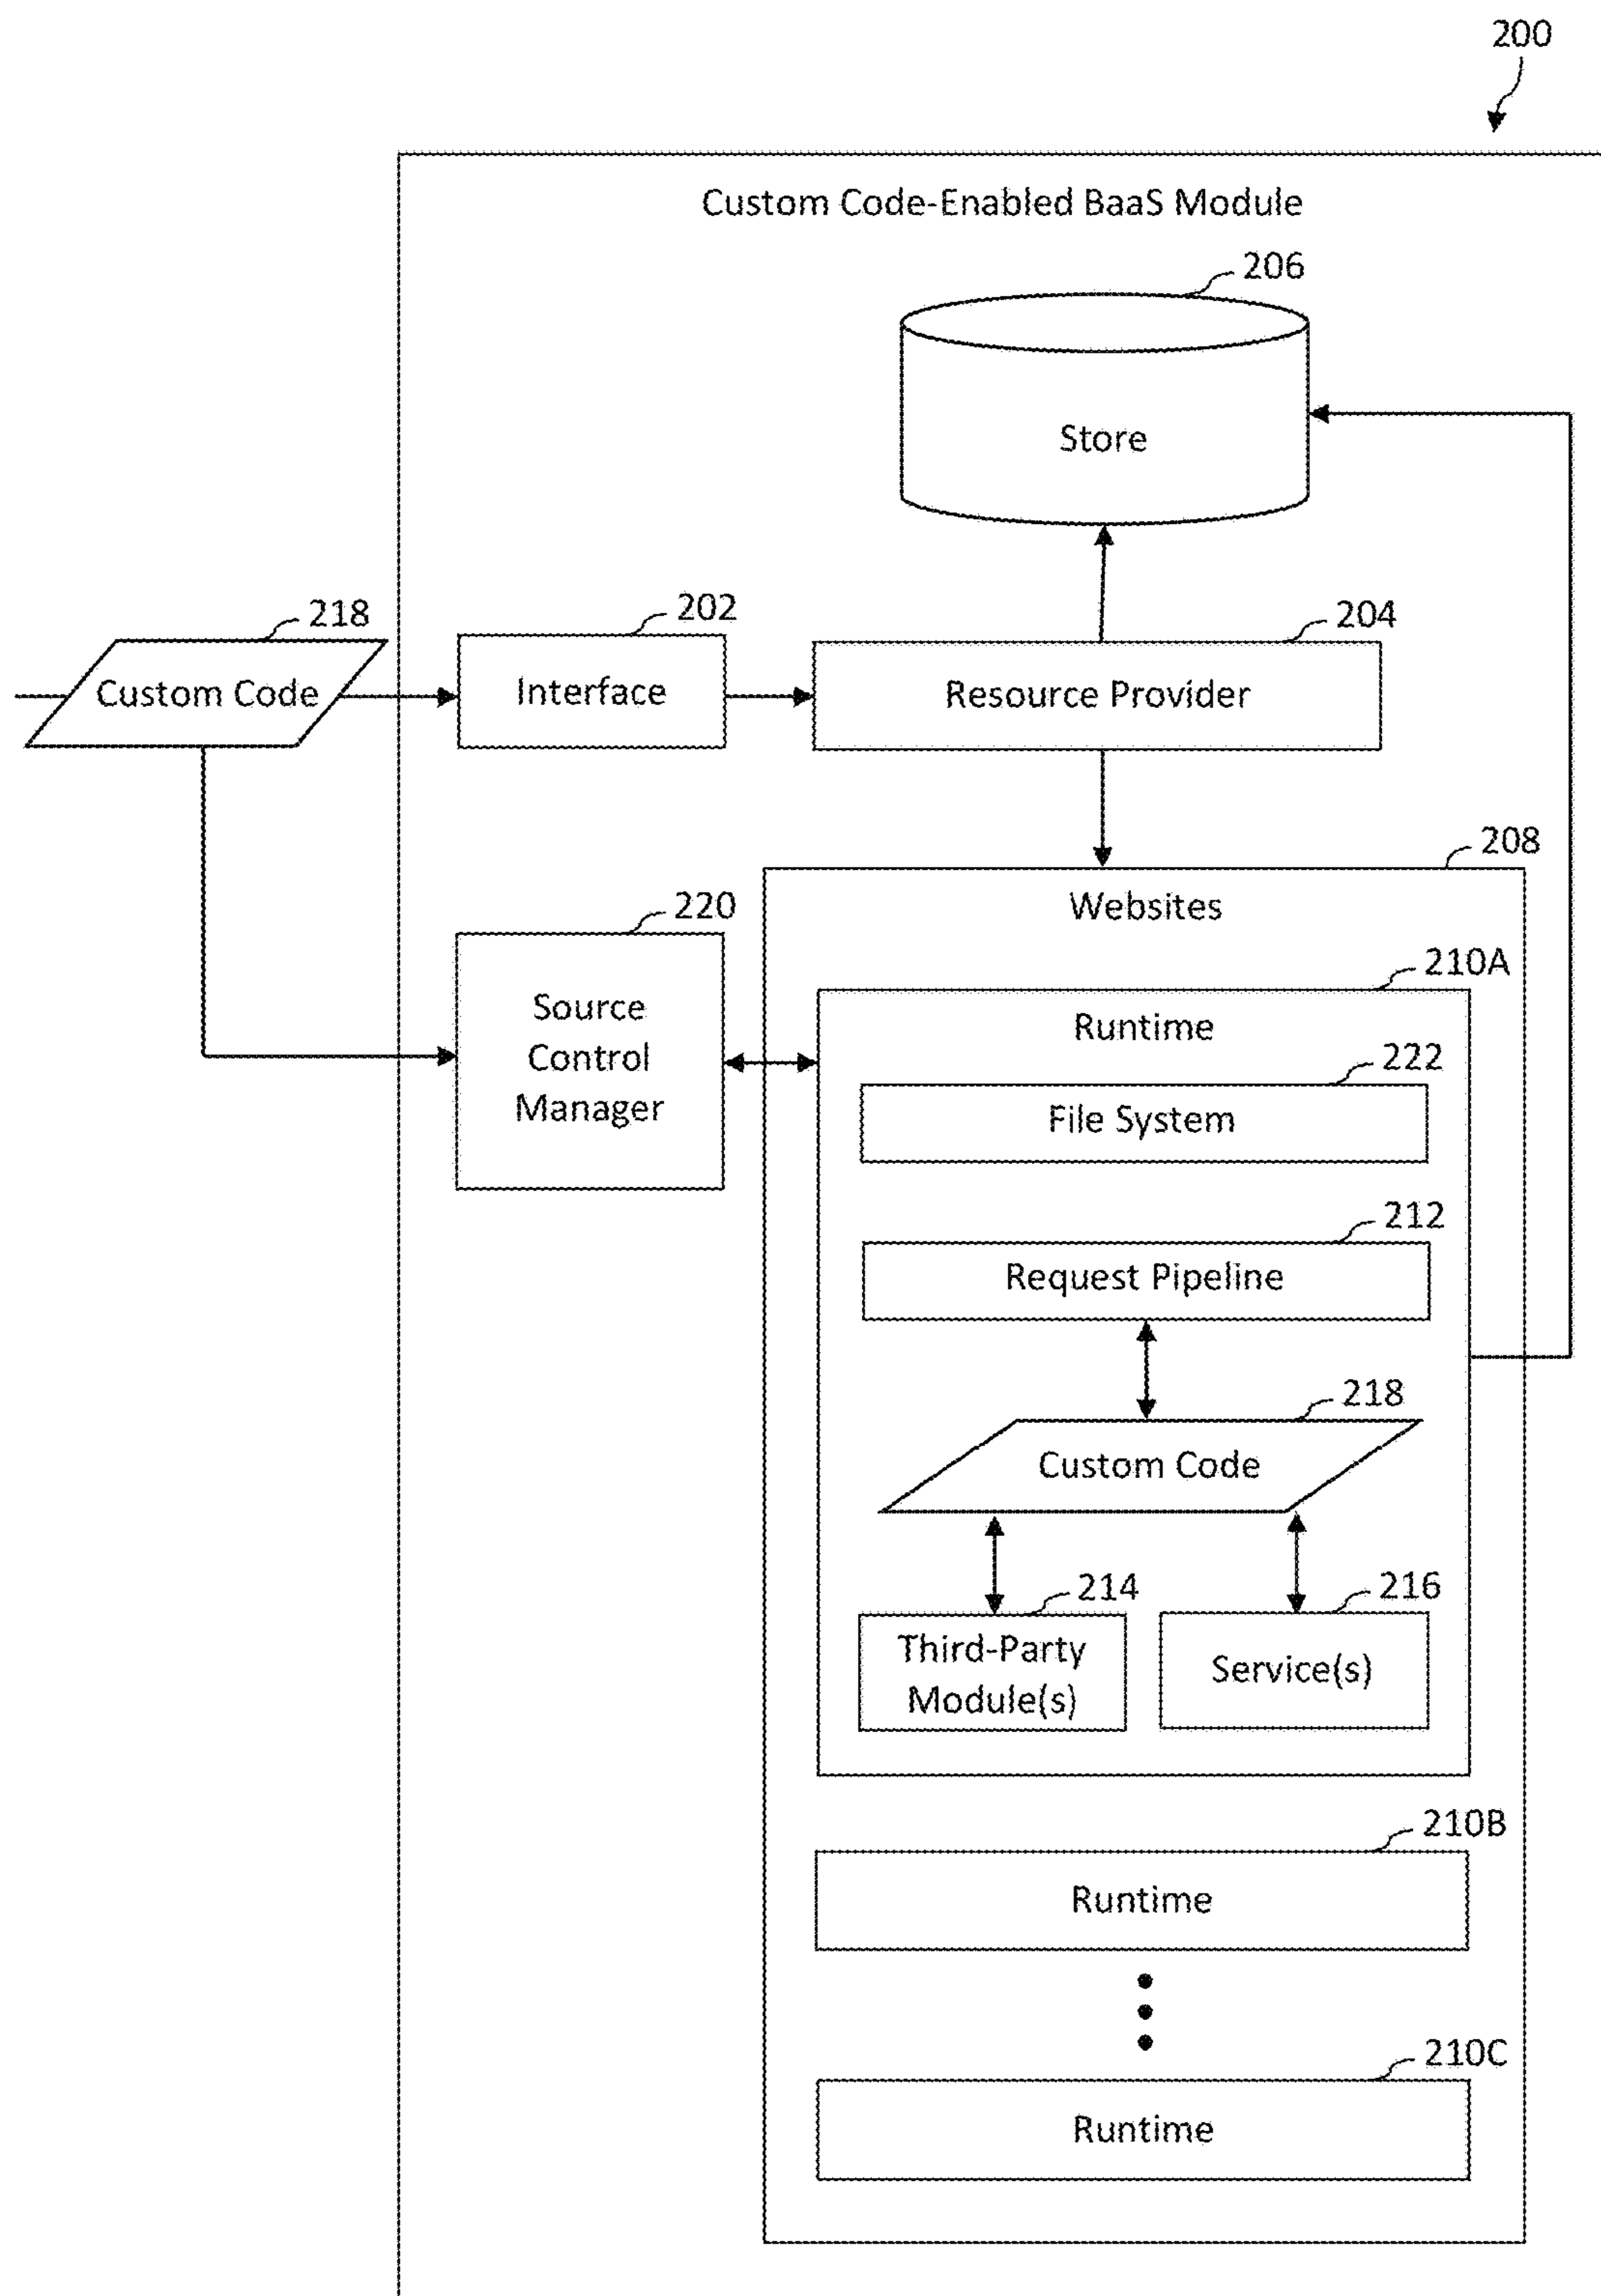 200
Custom Code-Enabled BaaS Module
206
Store
218
Custom Code
202
Interface
204
Resource Provider
208
Websites
220
Source
Control
Manager
210A
Runtime
222
File System
212
Request Pipeline
218
Custom Code
214
Third-Party
Module(s)
216
Service(s)
210B
Runtime
210C
Runtime